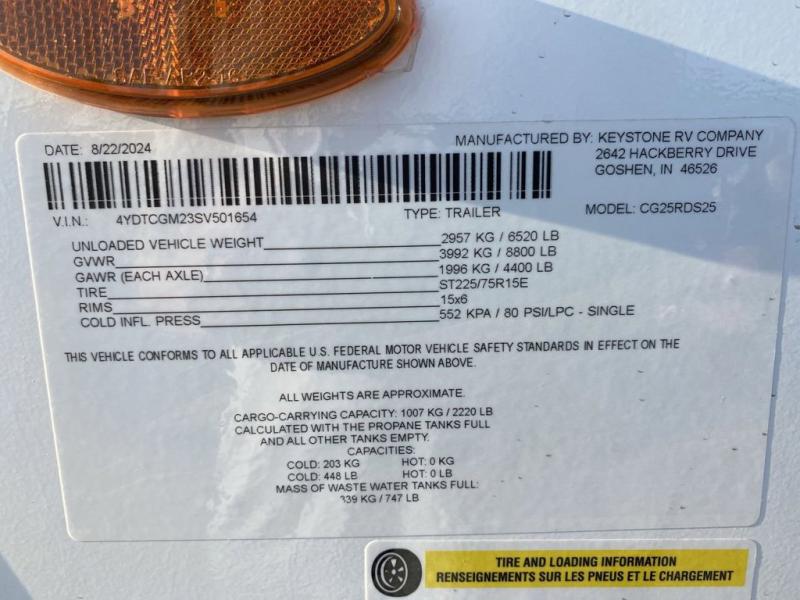 DATE: 8/22/2024
MANUFACTURED BY: KEYSTONE RV COMPANY
2642 HACKBERRY DRIVE
GOSHEN, IN 46526
V.I.N.: 4YDTCGM23SV501654 TYPE: TRAILER MODEL: CG25RDS25
UNLOADED VEHICLE WEIGHT 2957 KG / 6520 LB
GVWR 3992 KG / 8800 LB
GAWR (EACH AXLE) 1996 KG / 4400 LB
TIRE ST225/75R15E
RIMS 15x6
COLD INFL. PRESS 552 KPA / 80 PSI/LPC - SINGLE
THIS VEHICLE CONFORMS TO ALL APPLICABLE U.S. FEDERAL MOTOR VEHICLE SAFETY STANDARDS IN EFFECT ON THE
DATE OF MANUFACTURE SHOWN ABOVE.
ALL WEIGHTS ARE APPROXIMATE.
CARGO-CARRYING CAPACITY: 1007 KG / 2220 LB
CALCULATED WITH THE PROPANE TANKS FULL
AND ALL OTHER TANKS EMPTY.
CAPACITIES:
COLD: 203 KG HOT: 0 KG
COLD: 448 LB HOT: 0 LB
MASS OF WASTE WATER TANKS FULL:
339 KG / 747 LB
TIRE AND LOADING INFORMATION
RENSEIGNEMENTS SUR LES PNEUS ET LE CHARGEMENT